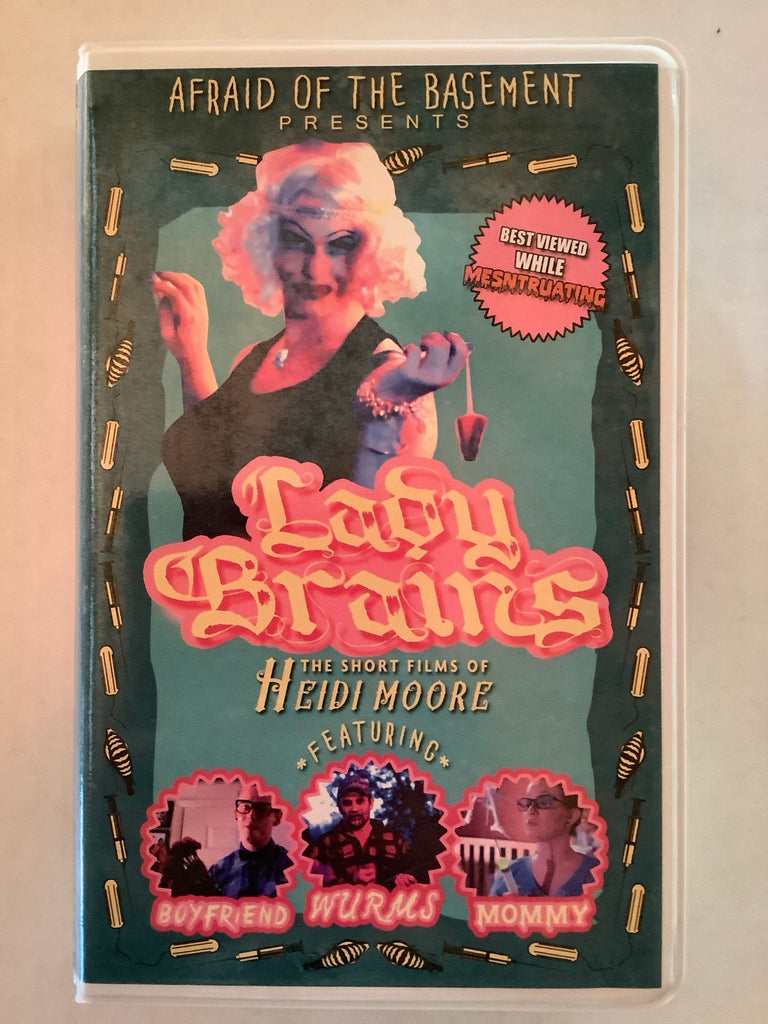 AFRAID OF THE BASEMENT
PRESENTS
BEST VIEWED
WHILE
MESNTRUATING
Lady
Brains
THE SHORT FILMS OF
HEIDI MOORE
*FEATURING*
BOYFRIEND
WURMS
MOMMY